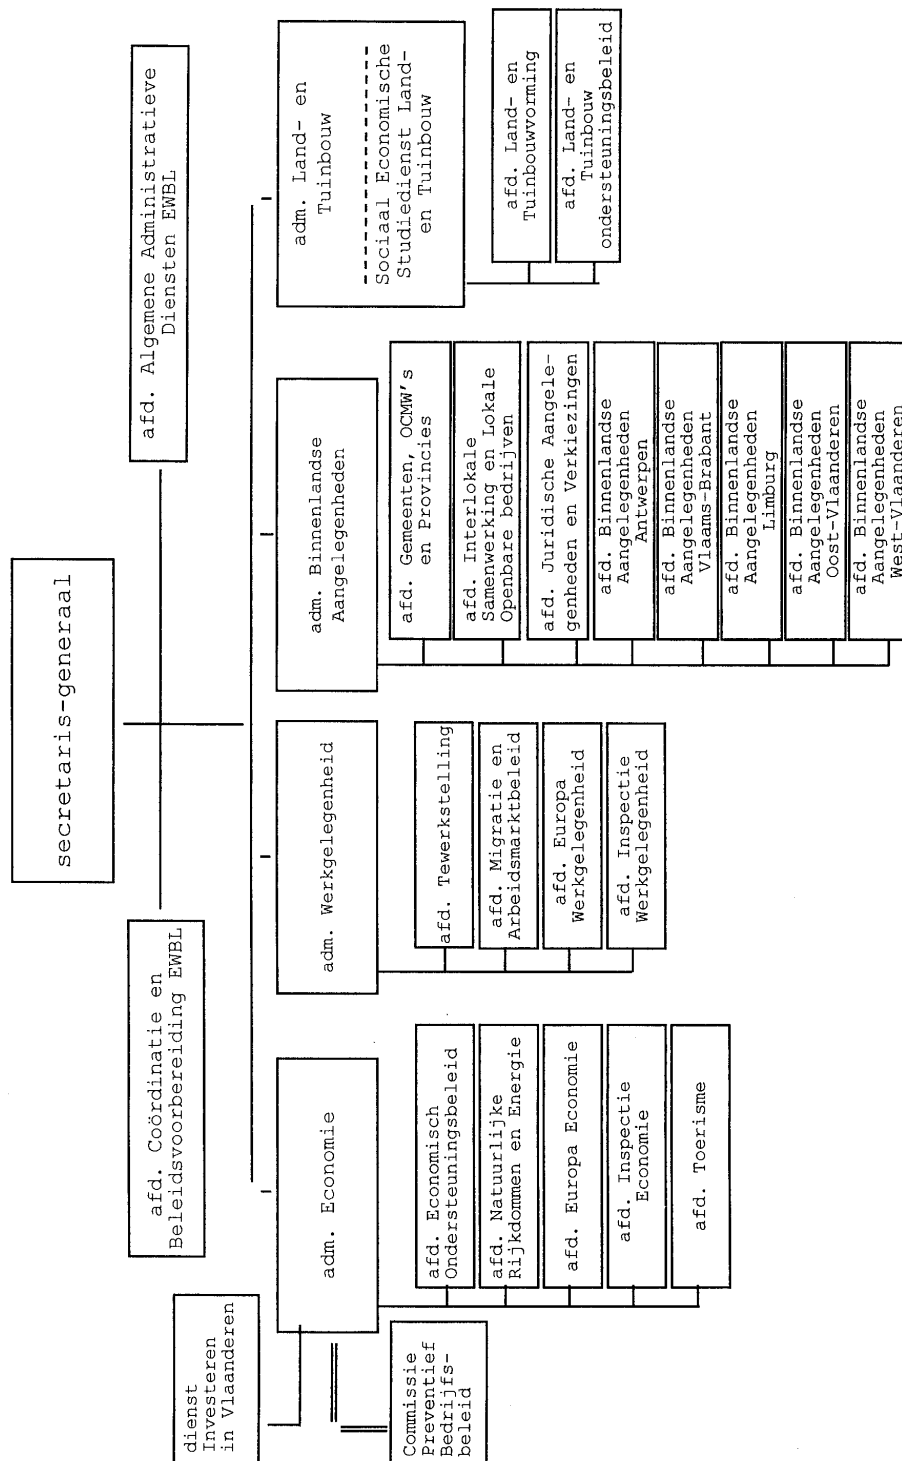 secretaris-generaal
afd. Coördinatie en
Beleidsvoorbereiding EWBL
afd. Algemene Administratieve
Diensten EWBL
dienst
Investeren
in Vlaanderen
adm. Economie
Commissie
Preventief
Bedrijfs-
beleid
afd. Economisch
Ondersteuningsbeleid
afd. Natuurlijke
Rijkdommen en Energie
afd. Europa Economie
afd. Inspectie
Economie
afd. Toerisme
adm. Werkgelegenheid
afd. Tewerkstelling
afd. Migratie en
Arbeidsmarktbeleid
afd. Europa
Werkgelegenheid
afd. Inspectie
Werkgelegenheid
adm. Binnenlandse
Aangelegenheden
afd. Gemeenten, OCMW's
en Provincies
afd. Interlokale
Samenwerking en Lokale
Openbare bedrijven
afd. Juridische Aangele-
genheden en Verkiezingen
afd. Binnenlandse
Aangelegenheden
Antwerpen
afd. Binnenlandse
Aangelegenheden
Vlaams-Brabant
afd. Binnenlandse
Aangelegenheden
Limburg
afd. Binnenlandse
Aangelegenheden
Oost-Vlaanderen
afd. Binnenlandse
Aangelegenheden
West-Vlaanderen
adm. Land- en
Tuinbouw
Sociaal Economische
Studiedienst Land-
en Tuinbouw
afd. Land- en
Tuinbouwvorming
afd. Land- en
Tuinbouw
ondersteuningsbeleid